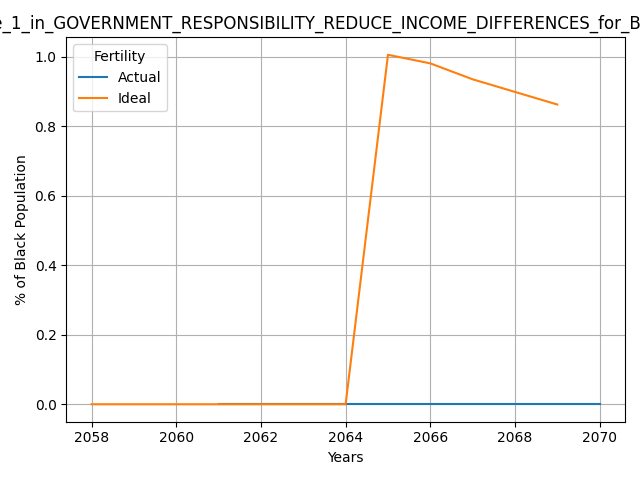 e_1_in_GOVERNMENT_RESPONSIBILITY_REDUCE_INCOME_DIFFERENCES_for_B
Fertility
Actual
Ideal
% of Black Population
1.0
0.8
0.6
0.4
0.2
0.0
2058 2060 2062 2064 2066 2068 2070
Years